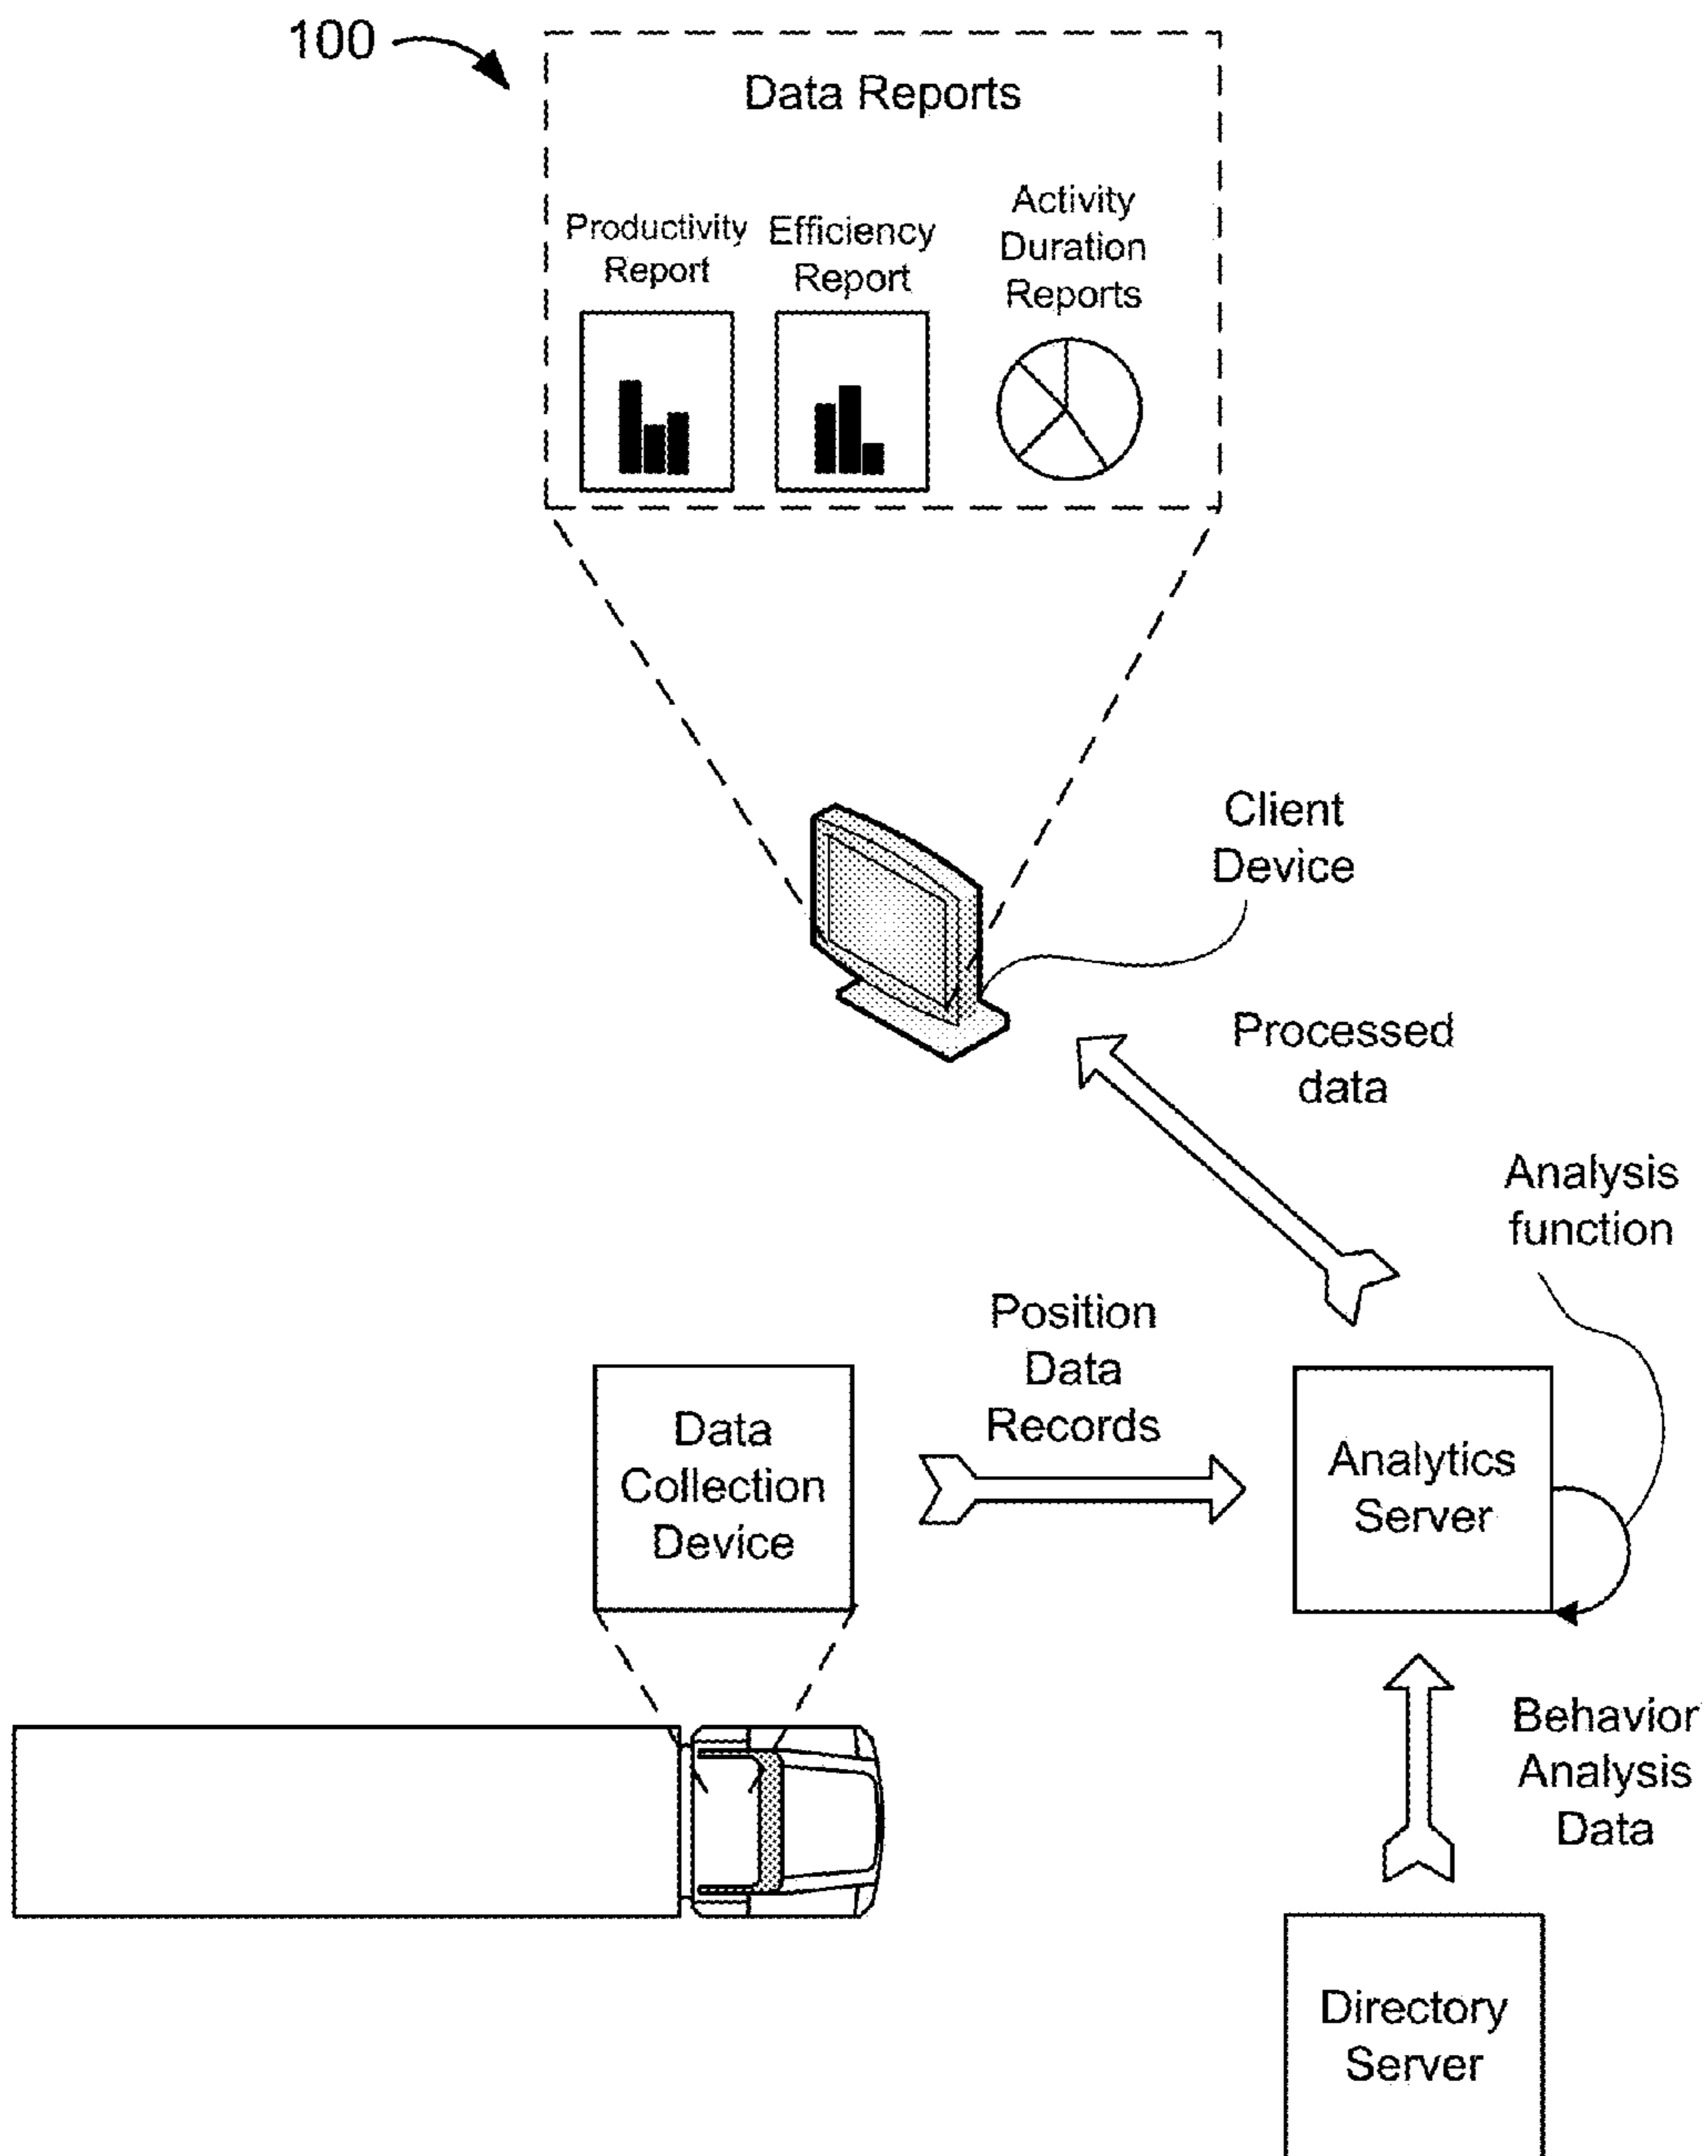 100
Data Reports
Productivity
Report
Efficiency
Report
Activity
Duration
Reports
Client
Device
Processed
data
Analysis
function
Position
Data
Records
Data
Collection
Device
Analytics
Server
Behavior
Analysis
Data
Directory
Server